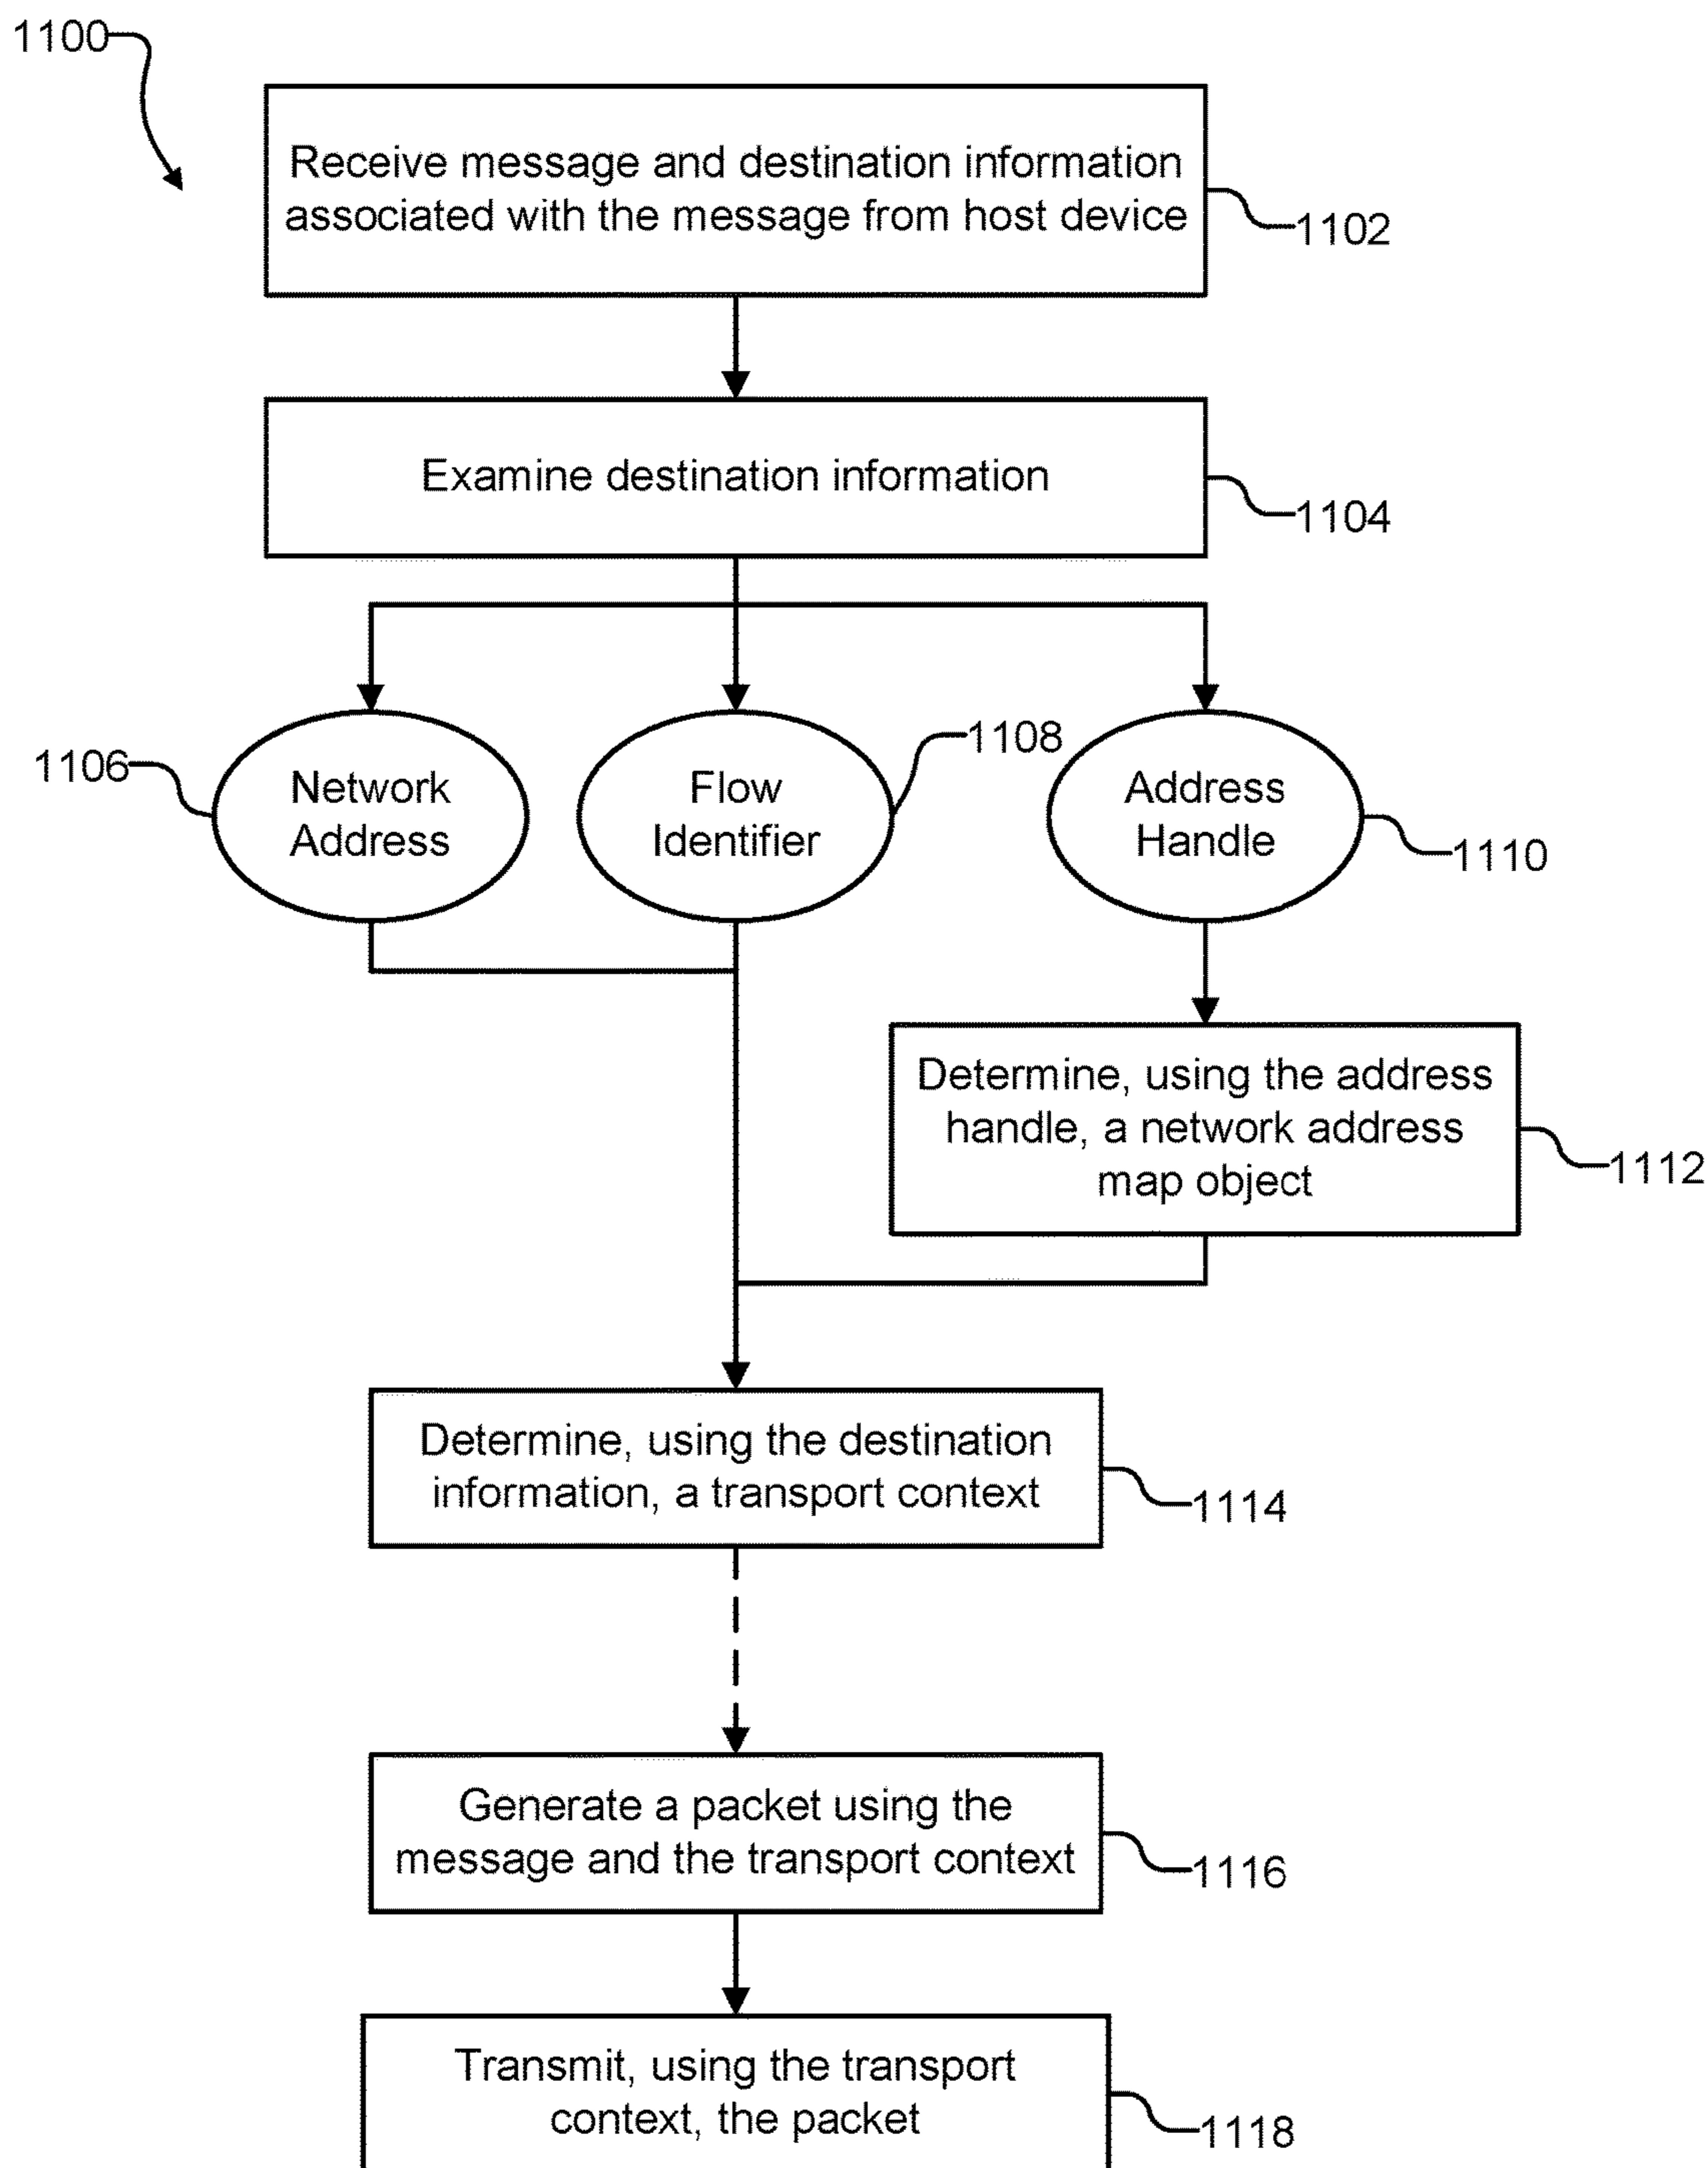 1100
Receive message and destination information
associated with the message from host device
1102
Examine destination information
1104
1106
Network
Address
Flow
Identifier
1108
Address
Handle
1110
Determine, using the address
handle, a network address
map object
1112
Determine, using the destination
information, a transport context
1114
Generate a packet using the
message and the transport context
1116
Transmit, using the transport
context, the packet
1118